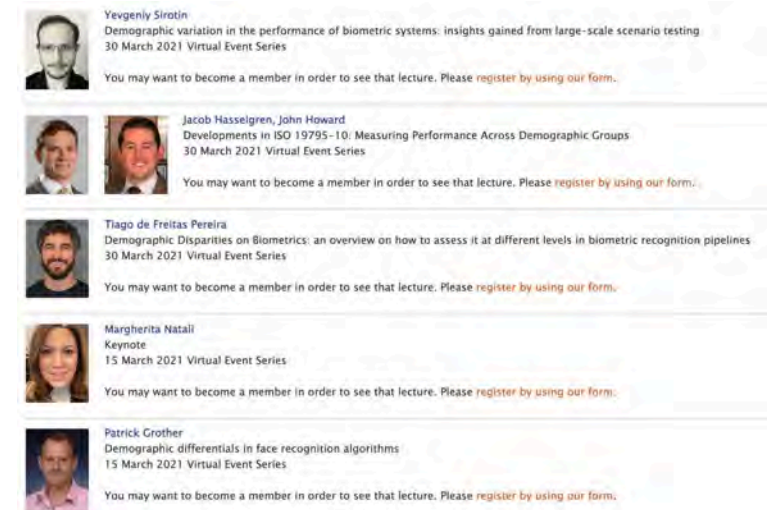 Yevgeniy Sirotin
Demographic variation in the performance of biometric systems: insights gained from large-scale scenario testing
30 March 2021 Virtual Event Series
You may want to become a member in order to see that lecture. Please register by using our form.
Jacob Hasselgren, John Howard
Developments in ISO 19795-10: Measuring Performance Across Demographic Groups
30 March 2021 Virtual Event Series
You may want to become a member in order to see that lecture. Please register by using our form.
Tiago de Freitas Pereira
Demographic Disparities on Biometrics: an overview on how to assess it at different levels in biometric recognition pipelines
30 March 2021 Virtual Event Series
You may want to become a member in order to see that lecture. Please register by using our form.
Margherita Natali
Keynote
15 March 2021 Virtual Event Series
You may want to become a member in order to see that lecture. Please register by using our form.
Patrick Grother
Demographic differentials in face recognition algorithms
15 March 2021 Virtual Event Series
You may want to become a member in order to see that lecture. Please register by using our form.